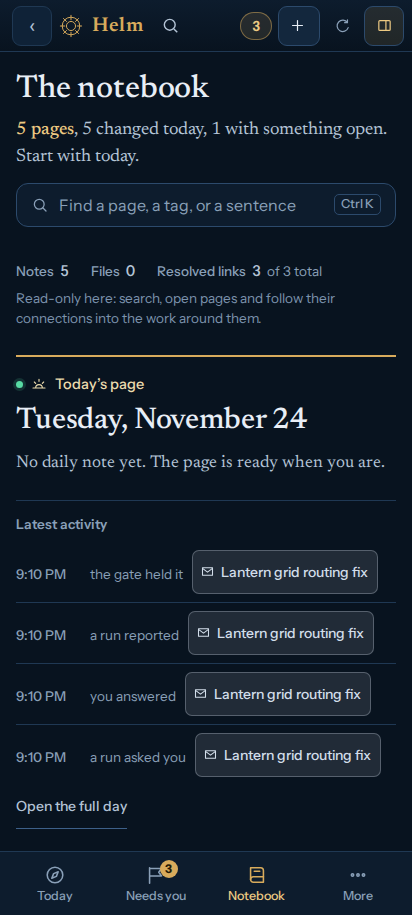 ‹ Helm 3 +
The notebook
5 pages, 5 changed today, 1 with something open.
Start with today.
Find a page, a tag, or a sentence Ctrl K
Notes 5 Files 0 Resolved links 3 of 3 total
Read-only here: search, open pages and follow their
connections into the work around them.
Today's page
Tuesday, November 24
No daily note yet. The page is ready when you are.
Latest activity
9:10 PM the gate held it Lantern grid routing fix
9:10 PM a run reported Lantern grid routing fix
9:10 PM you answered Lantern grid routing fix
9:10 PM a run asked you Lantern grid routing fix
Open the full day
3
Today Needs you Notebook More